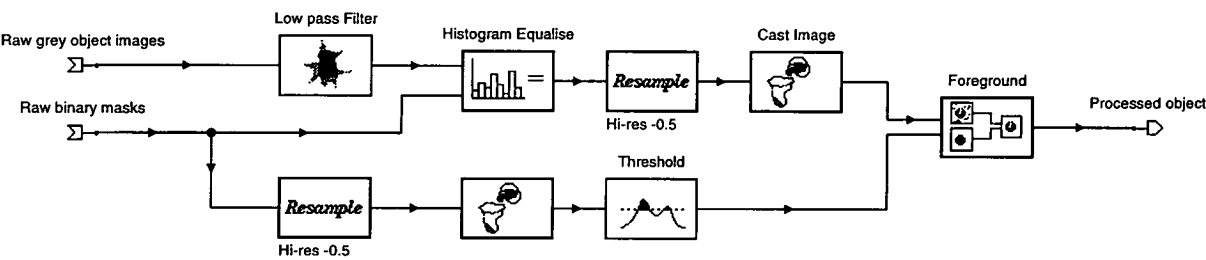 Low pass Filter
Raw grey object images
Histogram Equalise
Cast Image
Resample
Hi-res -0.5
Foreground
Raw binary masks
Processed object
Threshold
Resample
Hi-res -0.5